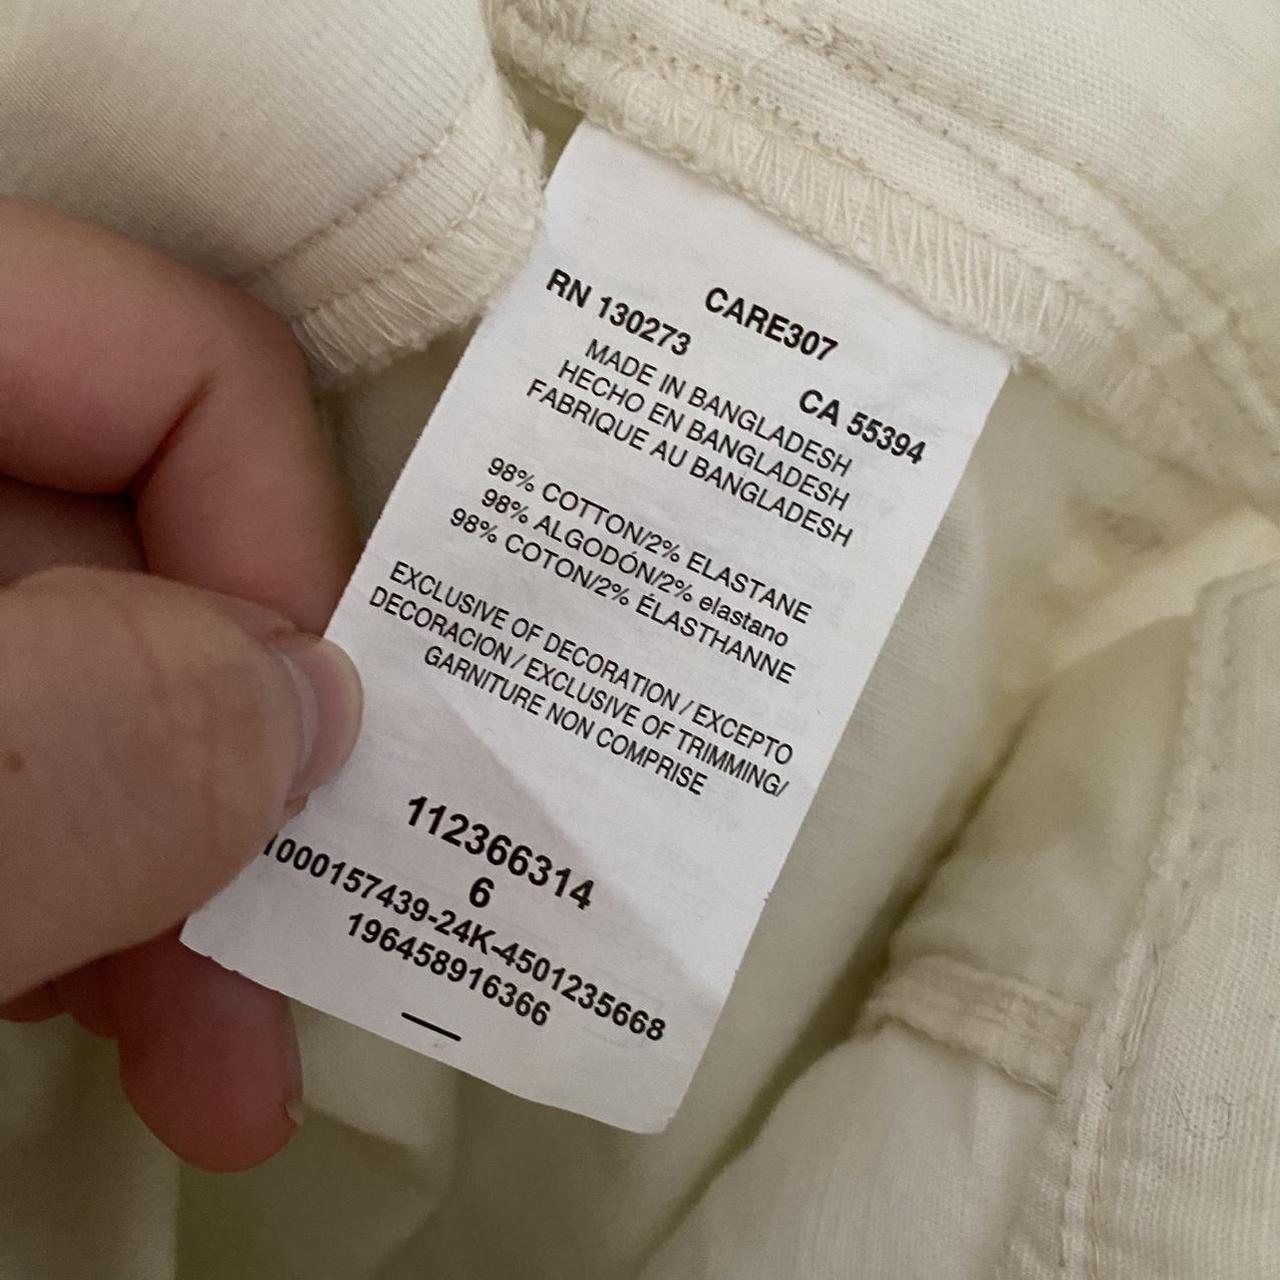 CARE307
RN 130273
CA 55394
MADE IN BANGLADESH
HECHO EN BANGLADESH
FABRIQUE AU BANGLADESH
98% COTTON/2% ELASTANE
98% ALGODÓN/2% elastano
98% COTON/2% ÉLASTHANNE
EXCLUSIVE OF DECORATION / EXCEPTO
DECORACION / EXCLUSIVE OF TRIMMING/
GARNITURE NON COMPRISE
112366314
6
1000157439-24K-4501235668
196458916366